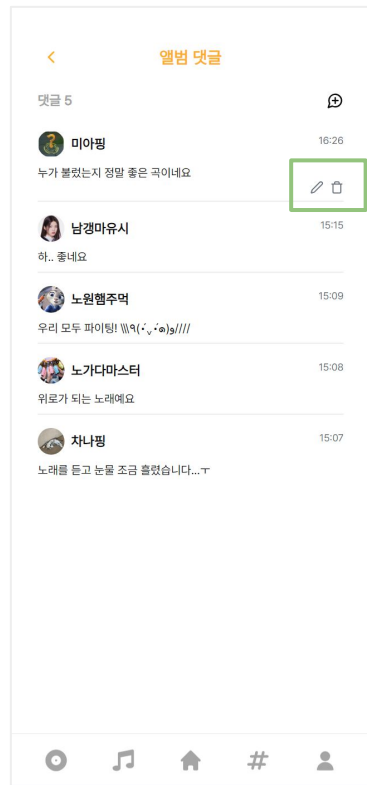 앨범 댓글
댓글 5
미아핑
16:26
누가 불렀는지 정말 좋은 곡이네요
남갱마유시
15:15
하.. 좋네요
노원햄주먹
15:09
우리 모두 파이팅! \\\\٩(•́⌄•́๑)و////
노가다마스터
15:08
위로가 되는 노래예요
차나핑
15:07
노래를 듣고 눈물 조금 흘렸습니다...ㅜ